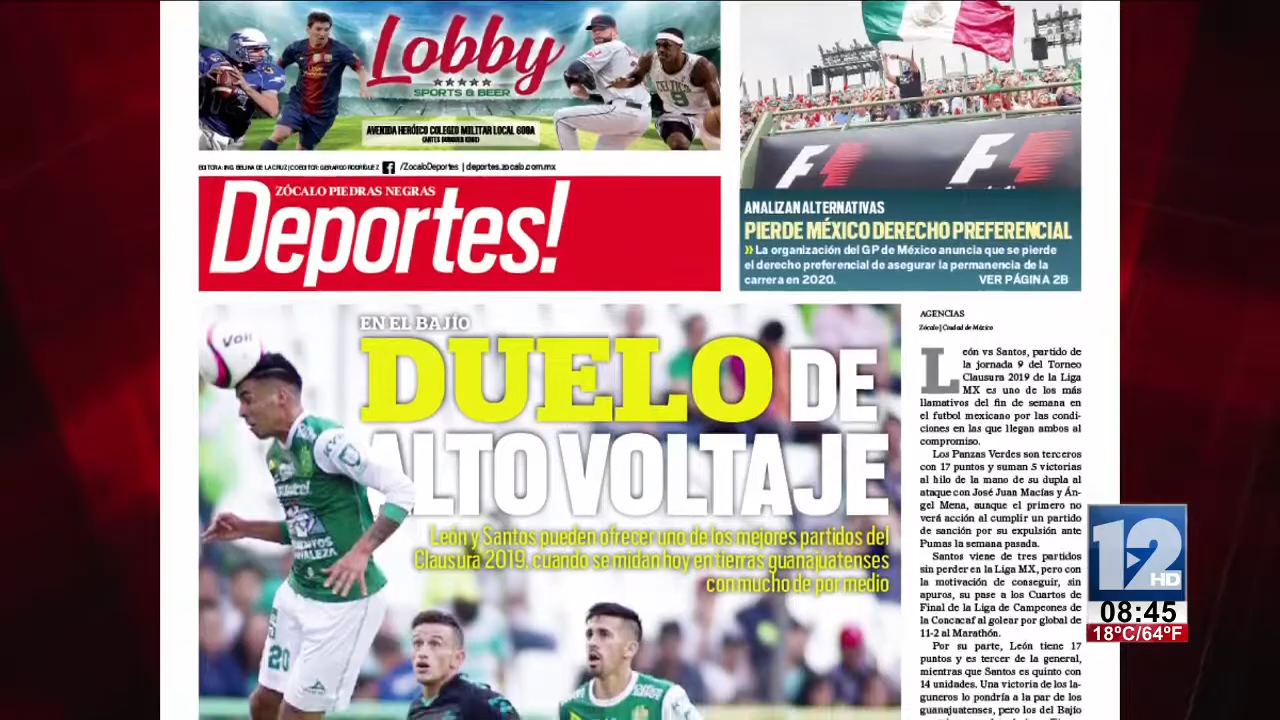 Lobby
SPORTS & BEER
AVENIDA HERÓICO COLEGIO MILITAR LOCAL 600A
9
EDITORA: ING. BELINA DE LA CRUZ | COEDITOR: GERARDO RODRÍGUEZ /ZocaloDeportes | deportes.zocalo.com.mx
ZÓCALO PIEDRAS NEGRAS
Deportes!
F1 F1
ANALIZAN ALTERNATIVAS
PIERDE MÉXICO DERECHO PREFERENCIAL
» La organización del GP de México anuncia que se pierde
el derecho preferencial de asegurar la permanencia de la
carrera en 2020. VER PÁGINA 2B
Voit
EN EL BAJÍO
DUELO DE
ALTO VOLTAJE
León y Santos pueden ofrecer uno de los mejores partidos del
Clausura 2019, cuando se midan hoy en tierras guanajuatenses
con mucho de por medio
20
AGENCIAS
Zócalo | Ciudad de México
León vs Santos, partido de
la jornada 9 del Torneo
Clausura 2019 de la Liga
MX es uno de los más
llamativos del fin de semana en
el futbol mexicano por las condi-
ciones en las que llegan ambos al
compromiso.
Los Panzas Verdes son terceros
con 17 puntos y suman 5 victorias
al hilo de la mano de su dupla al
ataque con José Juan Macías y Án-
gel Mena, aunque el primero no
verá acción al cumplir un partido
de sanción por su expulsión ante
Pumas la semana pasada.
Santos viene de tres partidos
sin perder en la Liga MX, pero con
la motivación de conseguir, sin
apuros, su pase a los Cuartos de
Final de la Liga de Campeones de
la Concacaf al golear por global de
11-2 al Marathón.
Por su parte, León tiene 17
puntos y es tercer de la general,
mientras que Santos es quinto con
14 unidades. Una victoria de los la-
guneros lo pondría a la par de los
guanajuatenses, pero los del Bajío
12
HD
08:45
18°C/64°F